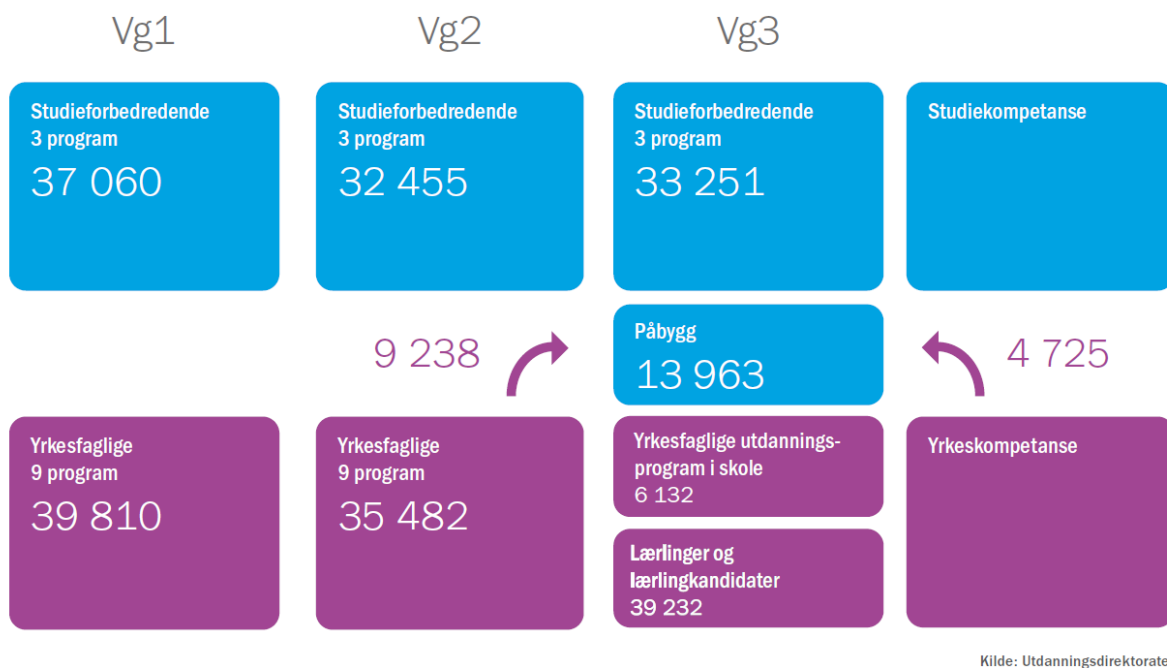 Vg1
Vg2
Vg3
Studieforbedredende
3 program
37 060
Studieforbedredende
3 program
32 455
Studieforbedredende
3 program
33 251
Studiekompetanse
9 238
Påbygg
13 963
4 725
Yrkesfaglige
9 program
39 810
Yrkesfaglige
9 program
35 482
Yrkesfaglige utdannings-
program i skole
6 132
Lærlinger og
lærlingkandidater
39 232
Yrkeskompetanse
Kilde: Utdanningsdirektorate